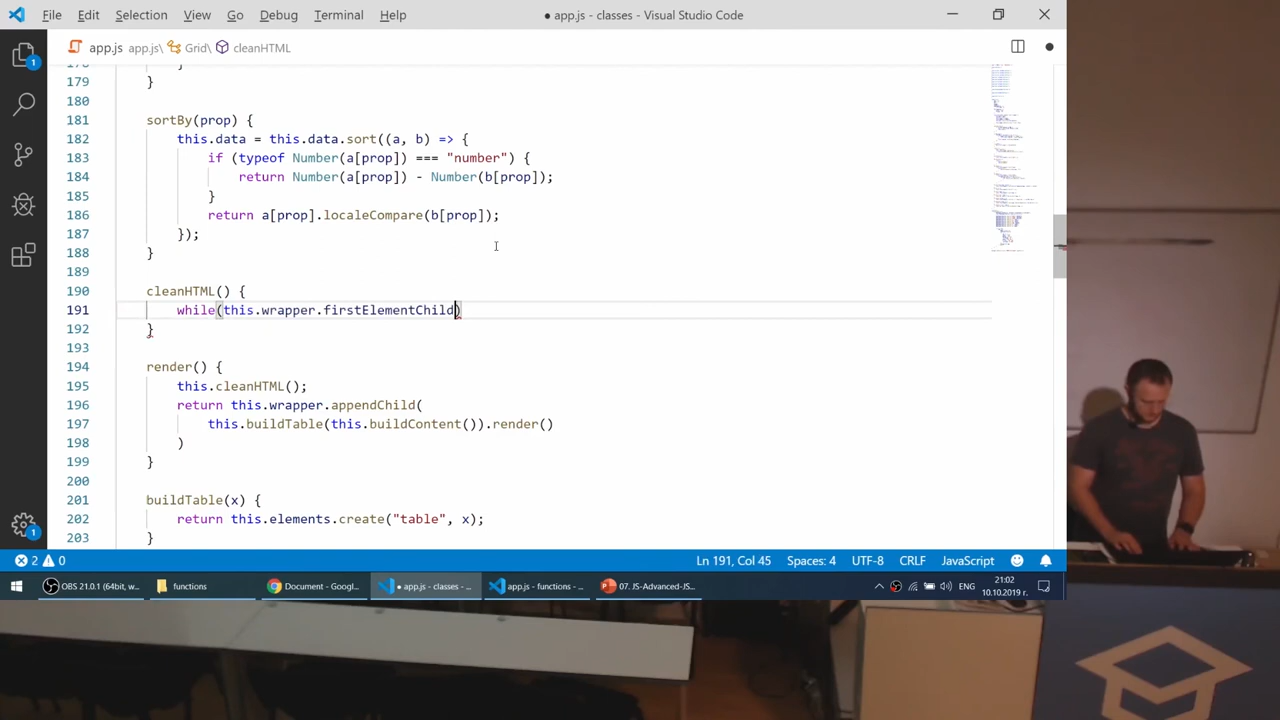 File Edit Selection View Go Debug Terminal Help ● app.js - classes - Visual Studio Code
app.js app.js\ Grid\ cleanHTML
178 }
179 }
180
181 sortBy(prop) {
182 this.data = this.data.sort((a, b) =>
183 if (typeof Number(a[prop]) === "number") {
184 return Number(a[prop]) - Number(b[prop]);
185
186 return a[prop].localeCompare(b[prop]);
187 });
188
189
190 cleanHTML() {
191 while(this.wrapper.firstElementChild)
192 }
193
194 render() {
195 this.cleanHTML();
196 return this.wrapper.appendChild(
197 this.buildTable(this.buildContent()).render()
198 )
199 }
200
201 buildTable(x) {
202 return this.elements.create("table", x);
203 }
2 0 Ln 191, Col 45 Spaces: 4 UTF-8 CRLF JavaScript
OBS 21.0.1 (64bit, w... functions Document - Googl... ● app.js - classes - ... app.js - functions - ... 07. JS-Advanced-JS... ENG 21:02
10.10.2019 г.